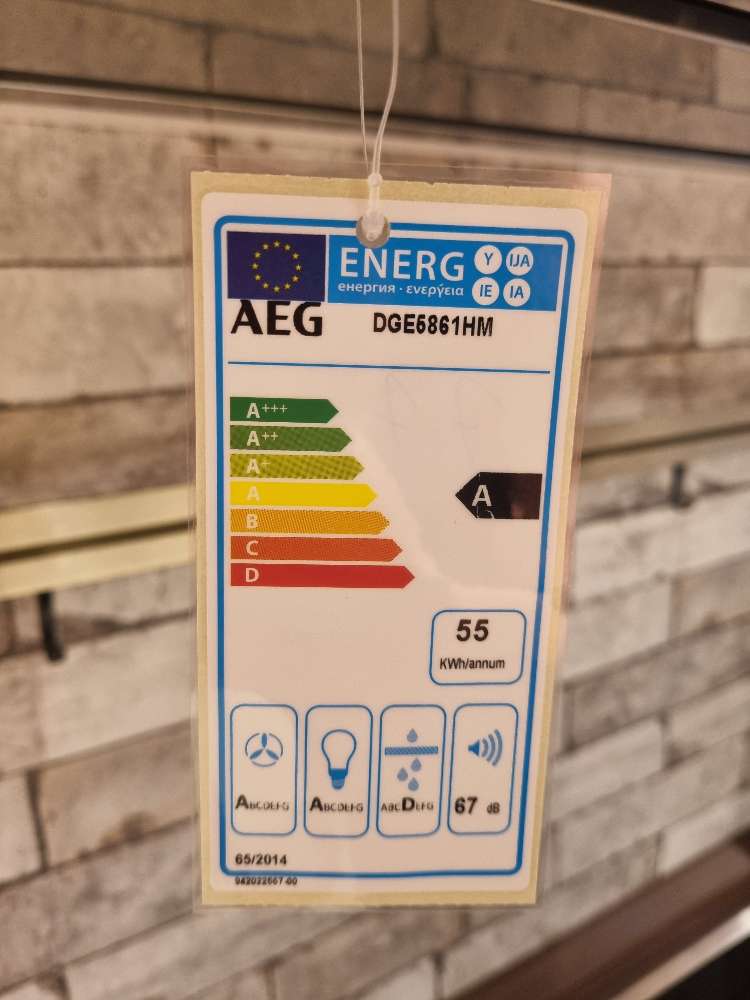 ENERG Y IJA
енергия · ενεργεια IE IA
AEG DGE5861HM
A+++
A++
A+
A
A
B
C
D
55
KWh/annum
ABCDEFG ABCDEFG ABCDEFG 67 dB
65/2014
942022667-00